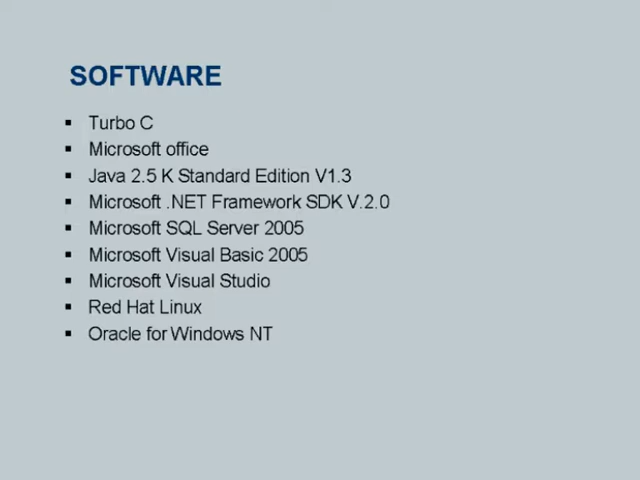 SOFTWARE
▪ Turbo C
▪ Microsoft office
▪ Java 2.5 K Standard Edition V1.3
▪ Microsoft .NET Framework SDK V.2.0
▪ Microsoft SQL Server 2005
▪ Microsoft Visual Basic 2005
▪ Microsoft Visual Studio
▪ Red Hat Linux
▪ Oracle for Windows NT